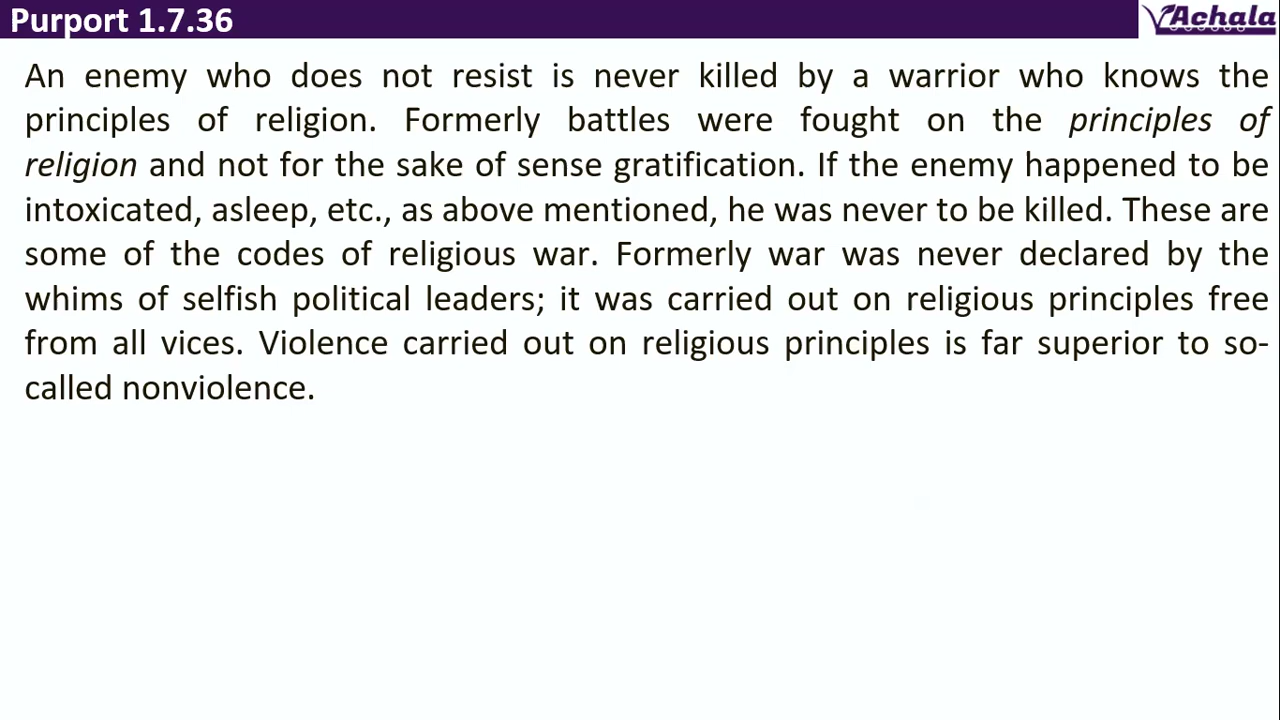 Purport 1.7.36
Achala
An enemy who does not resist is never killed by a warrior who knows the
principles of religion. Formerly battles were fought on the principles of
religion and not for the sake of sense gratification. If the enemy happened to be
intoxicated, asleep, etc., as above mentioned, he was never to be killed. These are
some of the codes of religious war. Formerly war was never declared by the
whims of selfish political leaders; it was carried out on religious principles free
from all vices. Violence carried out on religious principles is far superior to so-
called nonviolence.